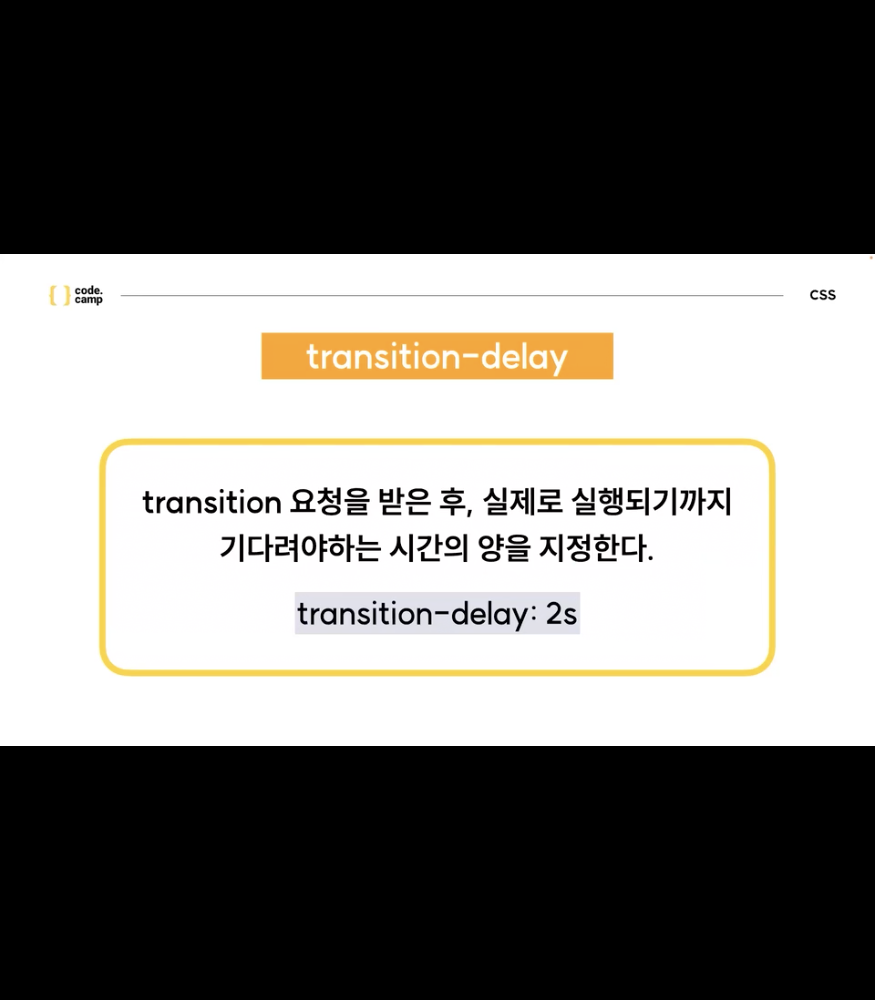 { } code.
camp
CSS
transition-delay
transition 요청을 받은 후, 실제로 실행되기까지
기다려야하는 시간의 양을 지정한다.
transition-delay: 2s